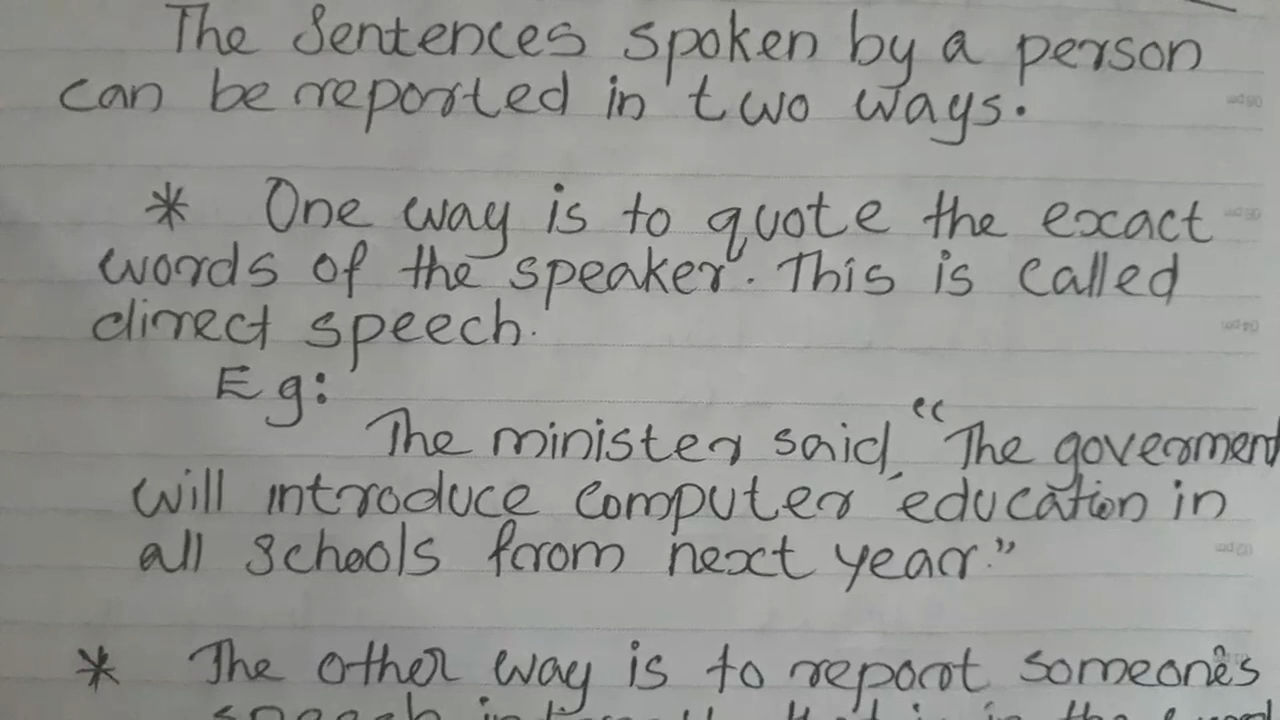 The Sentences spoken by a person
can be reported in two ways.
* One way is to quote the exact
words of the speaker. This is called
direct speech.
Eg:
The minister said, "The goverment
will introduce computer education in
all schools from next year."
* The other way is to report someone's
speech